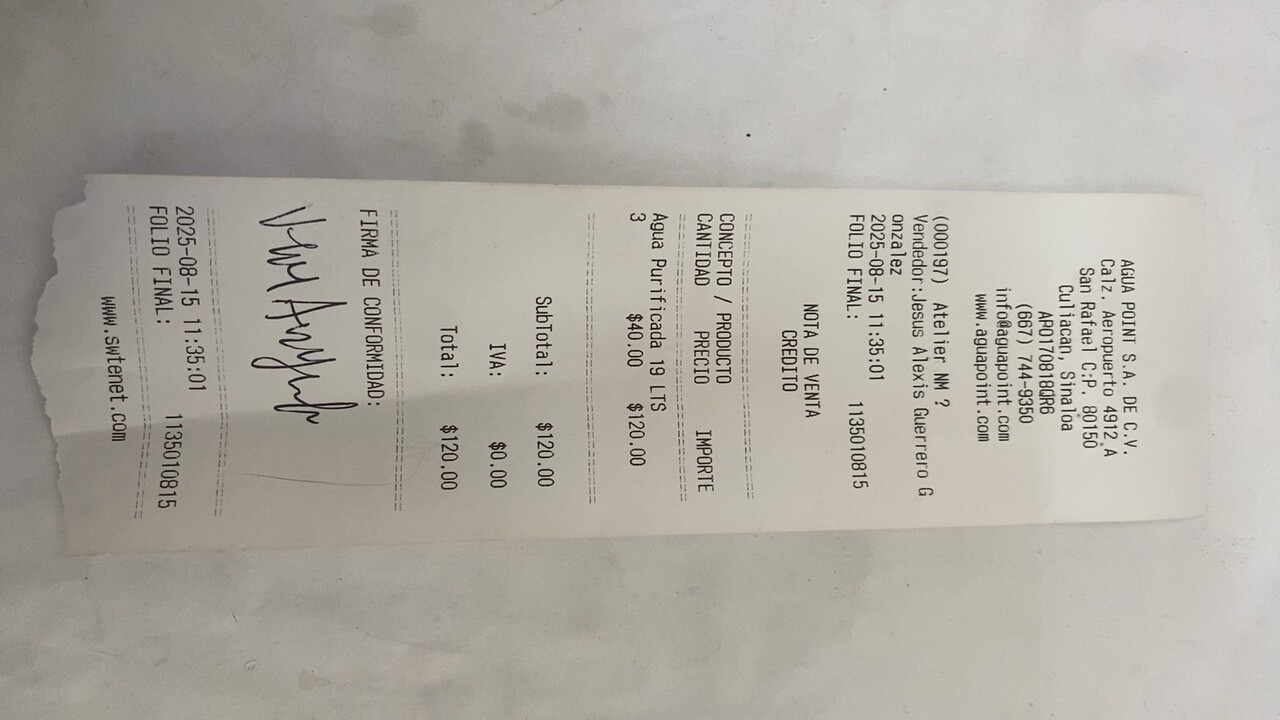 AGUA POINT S.A. DE C.V.
Calz. Aeropuerto 4912 A
San Rafael C:P. 80150
Culiacan, Sinaloa
APO170818QR6
(667) 744-9350
info@aguapoint.com
www.aguapoint.com
(000197) Atelier NM ?
Vendedor:Jesus Alexis Guerrero G
onzalez
2025-08-15 11:35:01
FOLIO FINAL: 1135010815
NOTA DE VENTA
CREDITO
CONCEPTO / PRODUCTO
CANTIDAD PRECIO IMPORTE
Agua Purificada 19 LTS
3 $40.00 $120.00
SubTotal: $120.00
IVA: $0.00
Total: $120.00
FIRMA DE CONFORMIDAD:
2025-08-15 11:35:01
FOLIO FINAL: 1135010815
www.swtenet.com